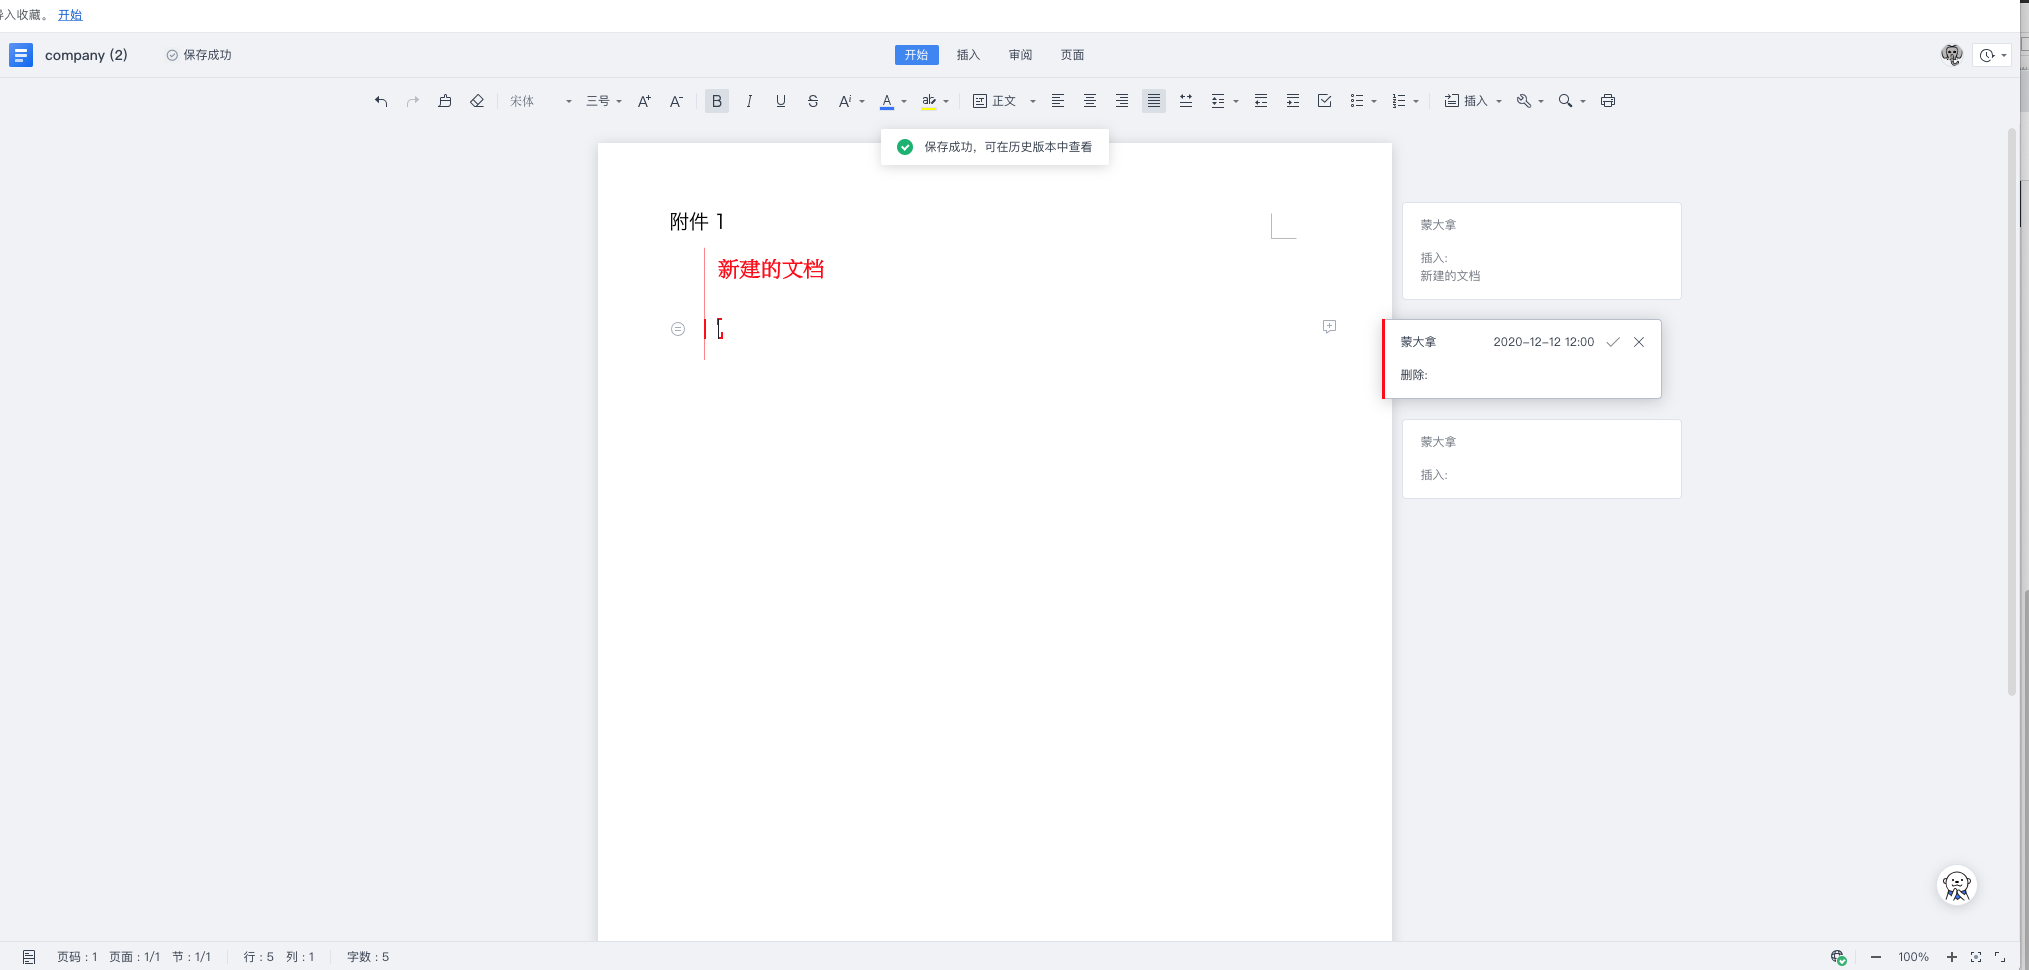 导入收藏。 开始
company (2) 保存成功 开始 插入 审阅 页面
宋体 三号 A+ A- B I U S A 正文 插入
保存成功，可在历史版本中查看
附件 1
新建的文档
蒙大拿
插入:
新建的文档
蒙大拿 2020-12-12 12:00
删除:
蒙大拿
插入:
页码 : 1 页面 : 1/1 节 : 1/1 行 : 5 列 : 1 字数 : 5 100%